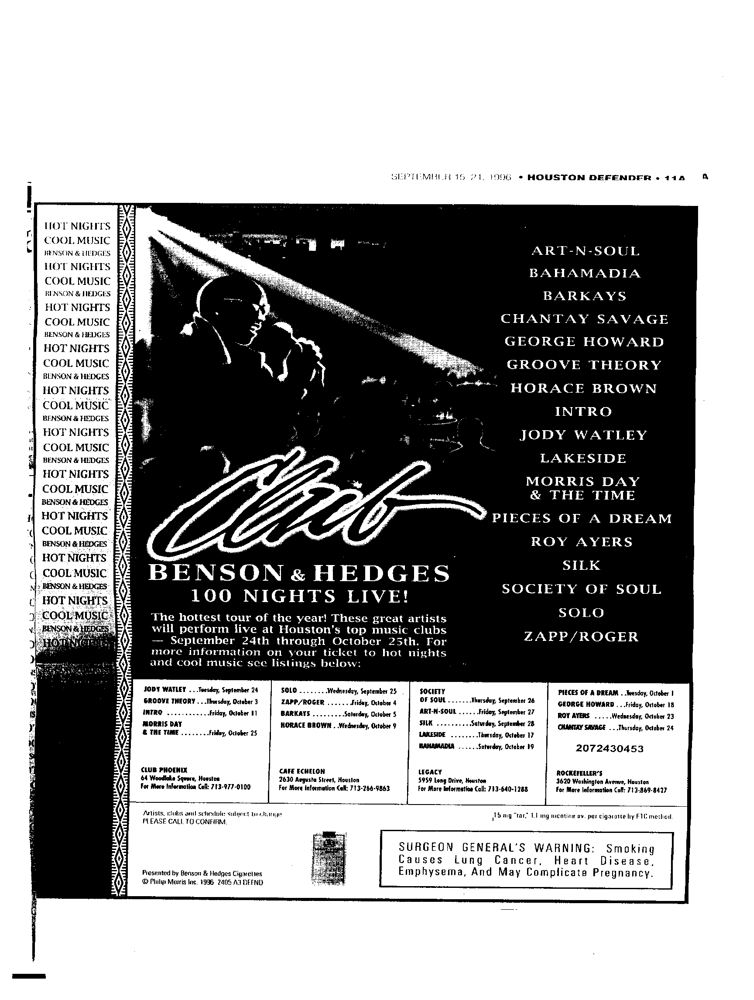 SEPTEMBER 15-21, 1996 • HOUSTON DEFENDER • 11A
HOT NIGHTS
COOL MUSIC
BENSON & HEDGES
HOT NIGHTS
COOL MUSIC
BENSON & HEDGES
HOT NIGHTS
COOL MUSIC
BENSON & HEDGES
HOT NIGHTS
COOL MUSIC
BENSON & HEDGES
HOT NIGHTS
COOL MUSIC
BENSON & HEDGES
HOT NIGHTS
COOL MUSIC
BENSON & HEDGES
HOT NIGHTS
COOL MUSIC
BENSON & HEDGES
HOT NIGHTS
COOL MUSIC
BENSON & HEDGES
HOT NIGHTS
COOL MUSIC
BENSON & HEDGES
HOT NIGHTS
COOL MUSIC
BENSON & HEDGES
HOT NIGHTS
ART-N-SOUL
BAHAMADIA
BARKAYS
CHANTAY SAVAGE
GEORGE HOWARD
GROOVE THEORY
HORACE BROWN
INTRO
JODY WATLEY
LAKESIDE
MORRIS DAY
& THE TIME
PIECES OF A DREAM
ROY AYERS
SILK
SOCIETY OF SOUL
SOLO
ZAPP/ROGER
Club
BENSON & HEDGES
100 NIGHTS LIVE!
The hottest tour of the year! These great artists
will perform live at Houston's top music clubs
— September 24th through October 25th. For
more information on your ticket to hot nights
and cool music see listings below:
JODY WATLEY ...Tuesday, September 24
GROOVE THEORY ...Thursday, October 3
INTRO ............Friday, October 11
MORRIS DAY
& THE TIME ........Friday, October 25
CLUB PHOENIX
64 Woodlake Square, Houston
For More Information Call: 713-977-0100
SOLO ........Wednesday, September 25
ZAPP/ROGER .......Friday, October 4
BARKAYS .........Saturday, October 5
HORACE BROWN ..Wednesday, October 9
CAFE ECHELON
2630 Augusta Street, Houston
For More Information Call: 713-266-9863
SOCIETY
OF SOUL .......Thursday, September 26
ART-N-SOUL ......Friday, September 27
SILK ..........Saturday, September 28
LAKESIDE .......Thursday, October 17
BAHAMADIA ......Saturday, October 19
LEGACY
5959 Long Drive, Houston
For More Information Call: 713-640-1288
PIECES OF A DREAM ..Tuesday, October 1
GEORGE HOWARD ...Friday, October 18
ROY AYERS .....Wednesday, October 23
CHANTAY SAVAGE ...Thursday, October 24
2072430453
ROCKEFELLER'S
3620 Washington Avenue, Houston
For More Information Call: 713-869-8427
Artists, clubs and schedule subject to change
PLEASE CALL TO CONFIRM.
15 mg "tar," 1.1 mg nicotine av. per cigarette by FTC method.
SURGEON GENERAL'S WARNING: Smoking
Causes Lung Cancer, Heart Disease,
Emphysema, And May Complicate Pregnancy.
Presented by Benson & Hedges Cigarettes
© Philip Morris Inc. 1996 2405 A3 DEFND